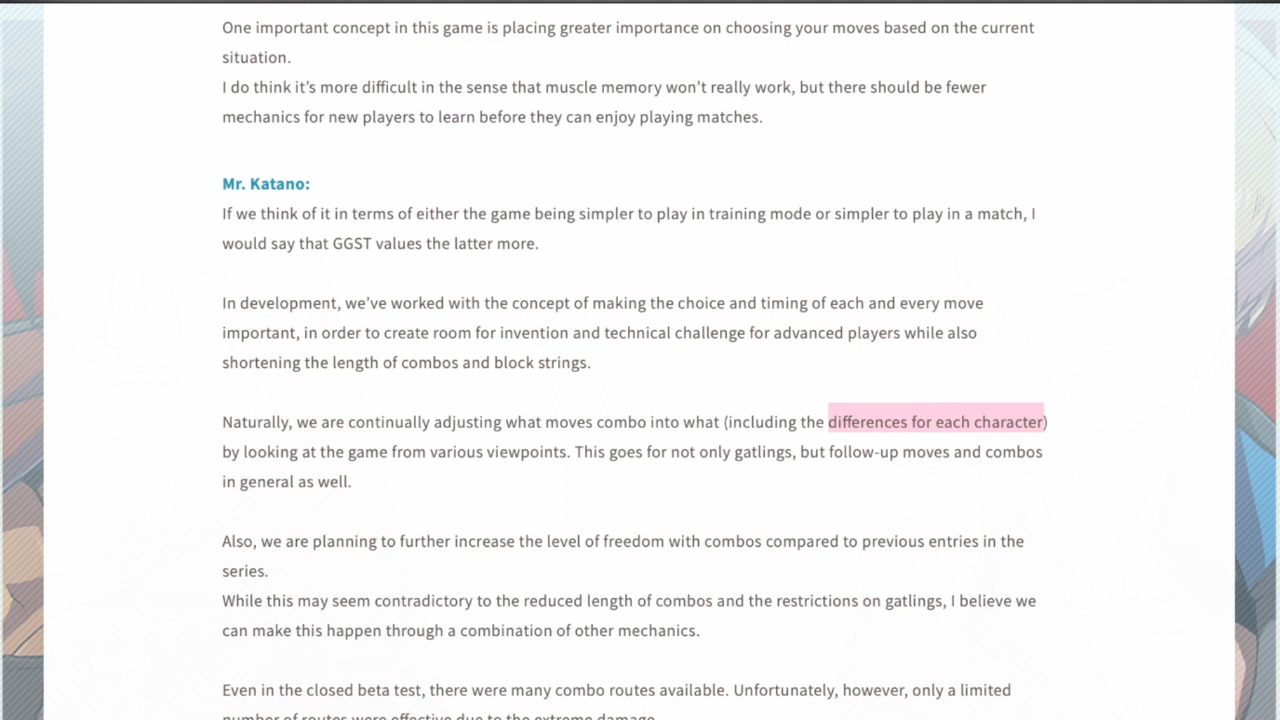 One important concept in this game is placing greater importance on choosing your moves based on the current
situation.
I do think it's more difficult in the sense that muscle memory won't really work, but there should be fewer
mechanics for new players to learn before they can enjoy playing matches.
Mr. Katano:
If we think of it in terms of either the game being simpler to play in training mode or simpler to play in a match, I
would say that GGST values the latter more.
In development, we've worked with the concept of making the choice and timing of each and every move
important, in order to create room for invention and technical challenge for advanced players while also
shortening the length of combos and block strings.
Naturally, we are continually adjusting what moves combo into what (including the differences for each character)
by looking at the game from various viewpoints. This goes for not only gatlings, but follow-up moves and combos
in general as well.
Also, we are planning to further increase the level of freedom with combos compared to previous entries in the
series.
While this may seem contradictory to the reduced length of combos and the restrictions on gatlings, I believe we
can make this happen through a combination of other mechanics.
Even in the closed beta test, there were many combo routes available. Unfortunately, however, only a limited
number of routes were effective due to the extreme damage